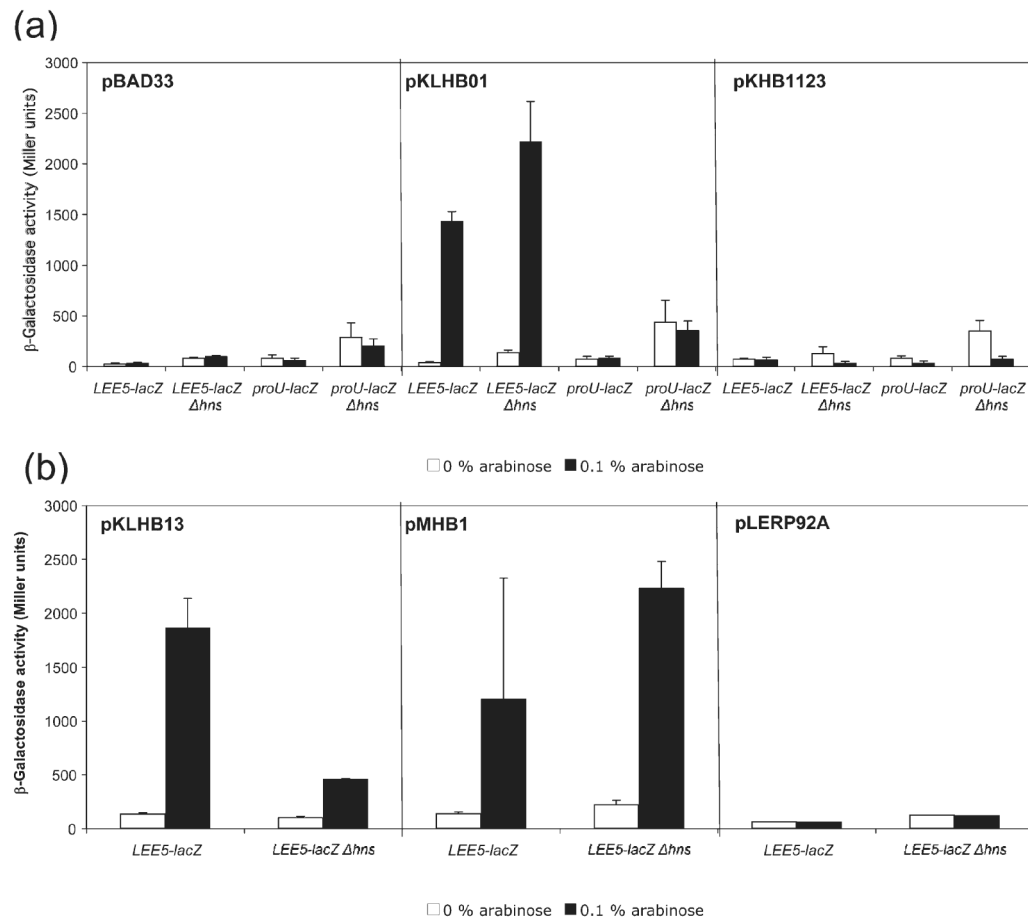 (a)
β-Galactosidase activity (Miller units)
3000
2500
2000
1500
1000
500
0
pBAD33
pKLHB01
pKHB1123
LEE5-lacZ LEE5-lacZ proU-lacZ proU-lacZ LEE5-lacZ LEE5-lacZ proU-lacZ proU-lacZ LEE5-lacZ LEE5-lacZ proU-lacZ proU-lacZ
Δhns Δhns Δhns Δhns Δhns Δhns
0 % arabinose 0.1 % arabinose
(b)
β-Galactosidase activity (Miller units)
3000
2500
2000
1500
1000
500
0
pKLHB13
pMHB1
pLERP92A
LEE5-lacZ LEE5-lacZ Δhns LEE5-lacZ LEE5-lacZ Δhns LEE5-lacZ LEE5-lacZ Δhns
0 % arabinose 0.1 % arabinose